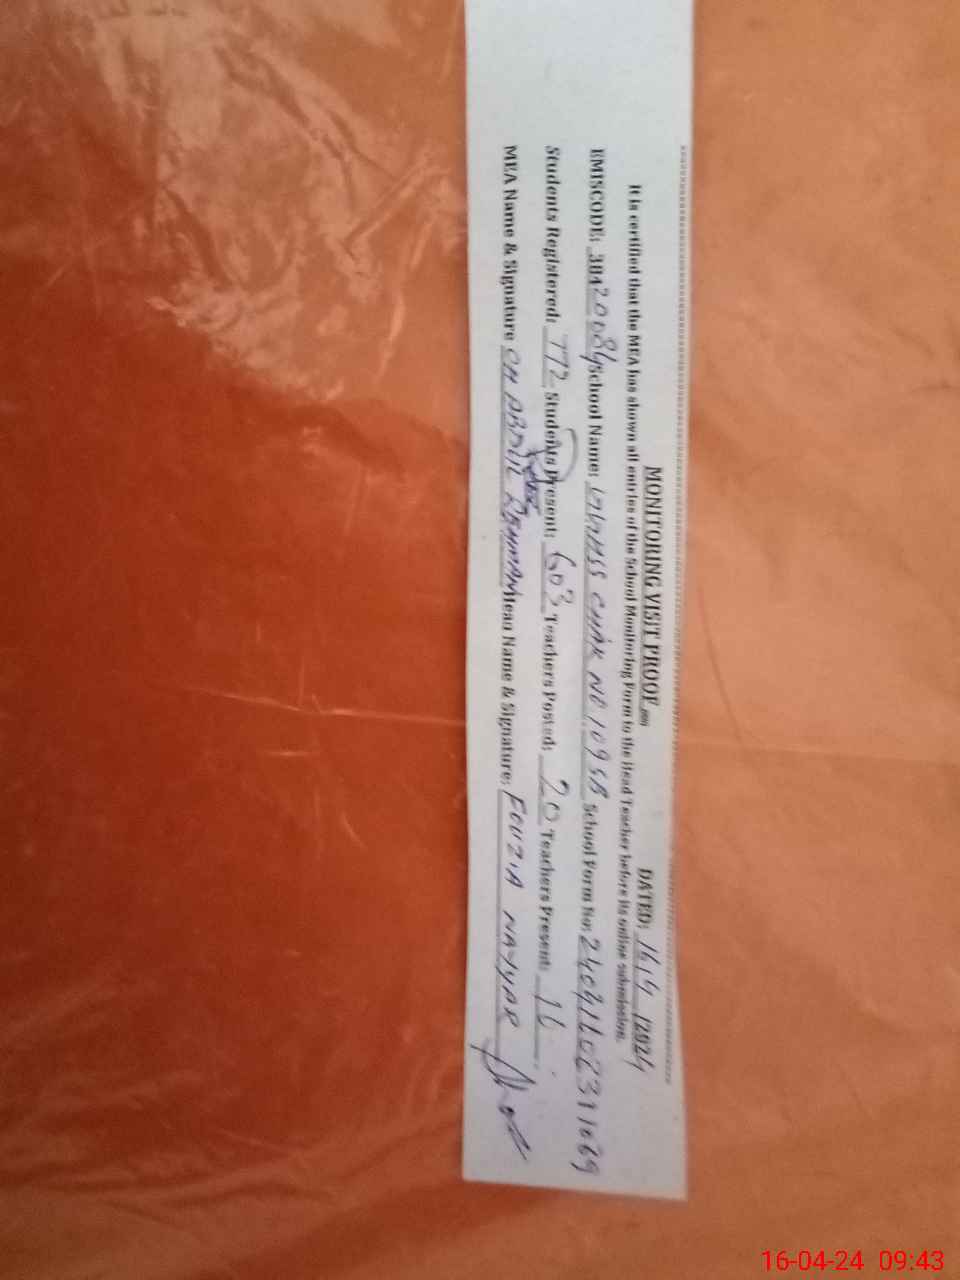 MONITORING VISIT PROOF DATED: 16/4/2024
It is certified that the MEA has shown all entries of the School Monitoring Form to the Head Teacher before its online submission.
EMISCODE: 38420084 School Name: CHAK NO 109 SB School Form No:
Students Registered: 772 Students Present: 603 Teachers Posted: 20 Teachers Present: 16
MEA Name & Signature CH ABDUL REHMAN Head Name & Signature: FOUZIA NAYYAR
16-04-24 09:43